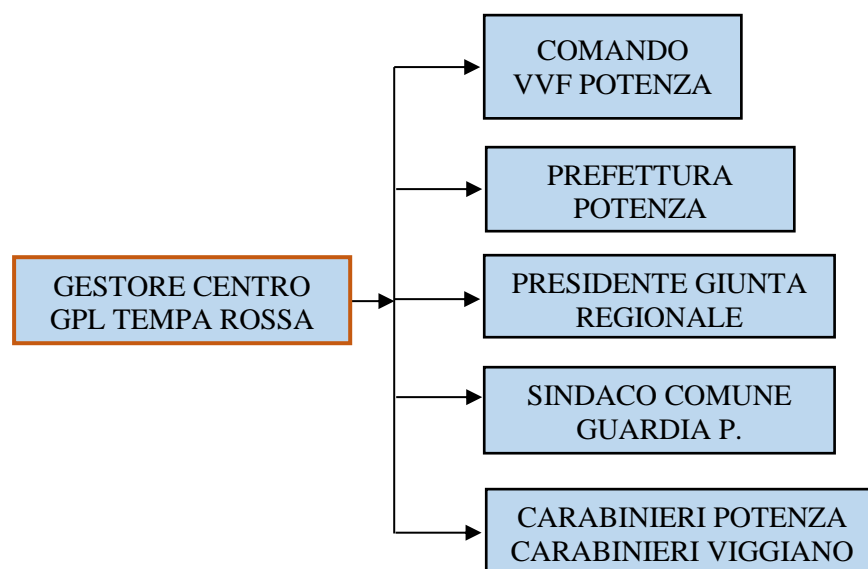 COMANDO
VVF POTENZA
PREFETTURA
POTENZA
GESTORE CENTRO
GPL TEMPA ROSSA
PRESIDENTE GIUNTA
REGIONALE
SINDACO COMUNE
GUARDIA P.
CARABINIERI POTENZA
CARABINIERI VIGGIANO